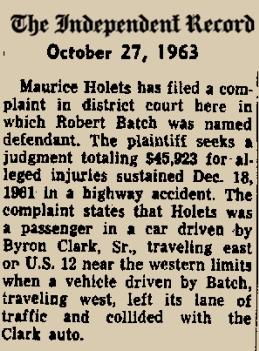 The Independent Record
October 27, 1963
Maurice Holets has filed a com-
plaint in district court here in
which Robert Batch was named
defendant. The plaintiff seeks a
judgment totaling $45,923 for al-
leged injuries sustained Dec. 18,
1961 in a highway accident. The
complaint states that Holets was
a passenger in a car driven by
Byron Clark, Sr., traveling east
or U.S. 12 near the western limits
when a vehicle driven by Batch,
traveling west, left its lane of
traffic and collided with the
Clark auto.